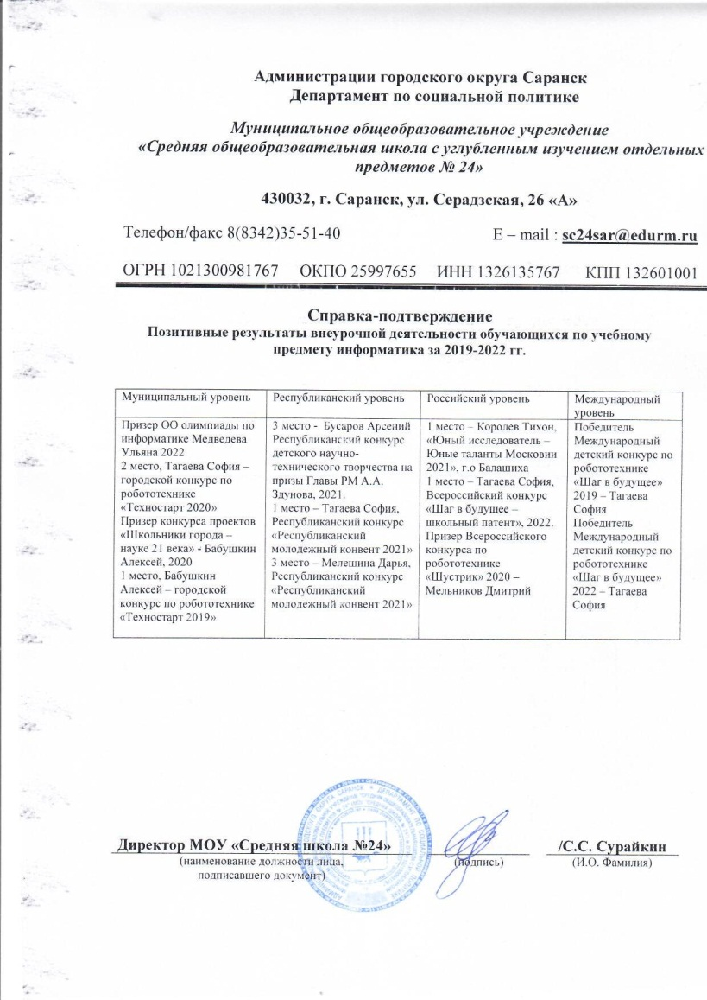 Администрации городского округа Саранск
Департамент по социальной политике
Муниципальное общеобразовательное учреждение
«Средняя общеобразовательная школа с углубленным изучением отдельных
предметов № 24»
430032, г. Саранск, ул. Серадзская, 26 «А»
Телефон/факс 8(8342)35-51-40 E – mail : sc24sar@edurm.ru
ОГРН 1021300981767 ОКПО 25997655 ИНН 1326135767 КПП 132601001
Справка-подтверждение
Позитивные результаты внеурочной деятельности обучающихся по учебному
предмету информатика за 2019-2022 гг.
Муниципальный уровень
Республиканский уровень
Российский уровень
Международный
уровень
Призер ОО олимпиады по
информатике Медведева
Ульяна 2022
2 место, Тагаева София –
городской конкурс по
робототехнике
«Техностарт 2020»
Призер конкурса проектов
«Школьники города –
науке 21 века» - Бабушкин
Алексей, 2020
1 место, Бабушкин
Алексей – городской
конкурс по робототехнике
«Техностарт 2019»
3 место - Бусаров Арсений
Республиканский конкурс
детского научно-
технического творчества на
призы Главы РМ А.А.
Здунова, 2021.
1 место – Тагаева София,
Республиканский конкурс
«Республиканский
молодежный конвент 2021»
3 место – Мелешина Дарья,
Республиканский конкурс
«Республиканский
молодежный конвент 2021»
1 место – Королев Тихон,
«Юный исследователь –
Юные таланты Московии
2021», г.о Балашиха
1 место – Тагаева София,
Всероссийский конкурс
«Шаг в будущее –
школьный патент», 2022.
Призер Всероссийского
конкурса по
робототехнике
«Шустрик» 2020 –
Мельников Дмитрий
Победитель
Международный
детский конкурс по
робототехнике
«Шаг в будущее»
2019 – Тагаева
София
Победитель
Международный
детский конкурс по
робототехнике
«Шаг в будущее»
2022 – Тагаева
София
Директор МОУ «Средняя школа №24» /С.С. Сурайкин
(наименование должности лица, (подпись) (И.О. Фамилия)
подписавшего документ)